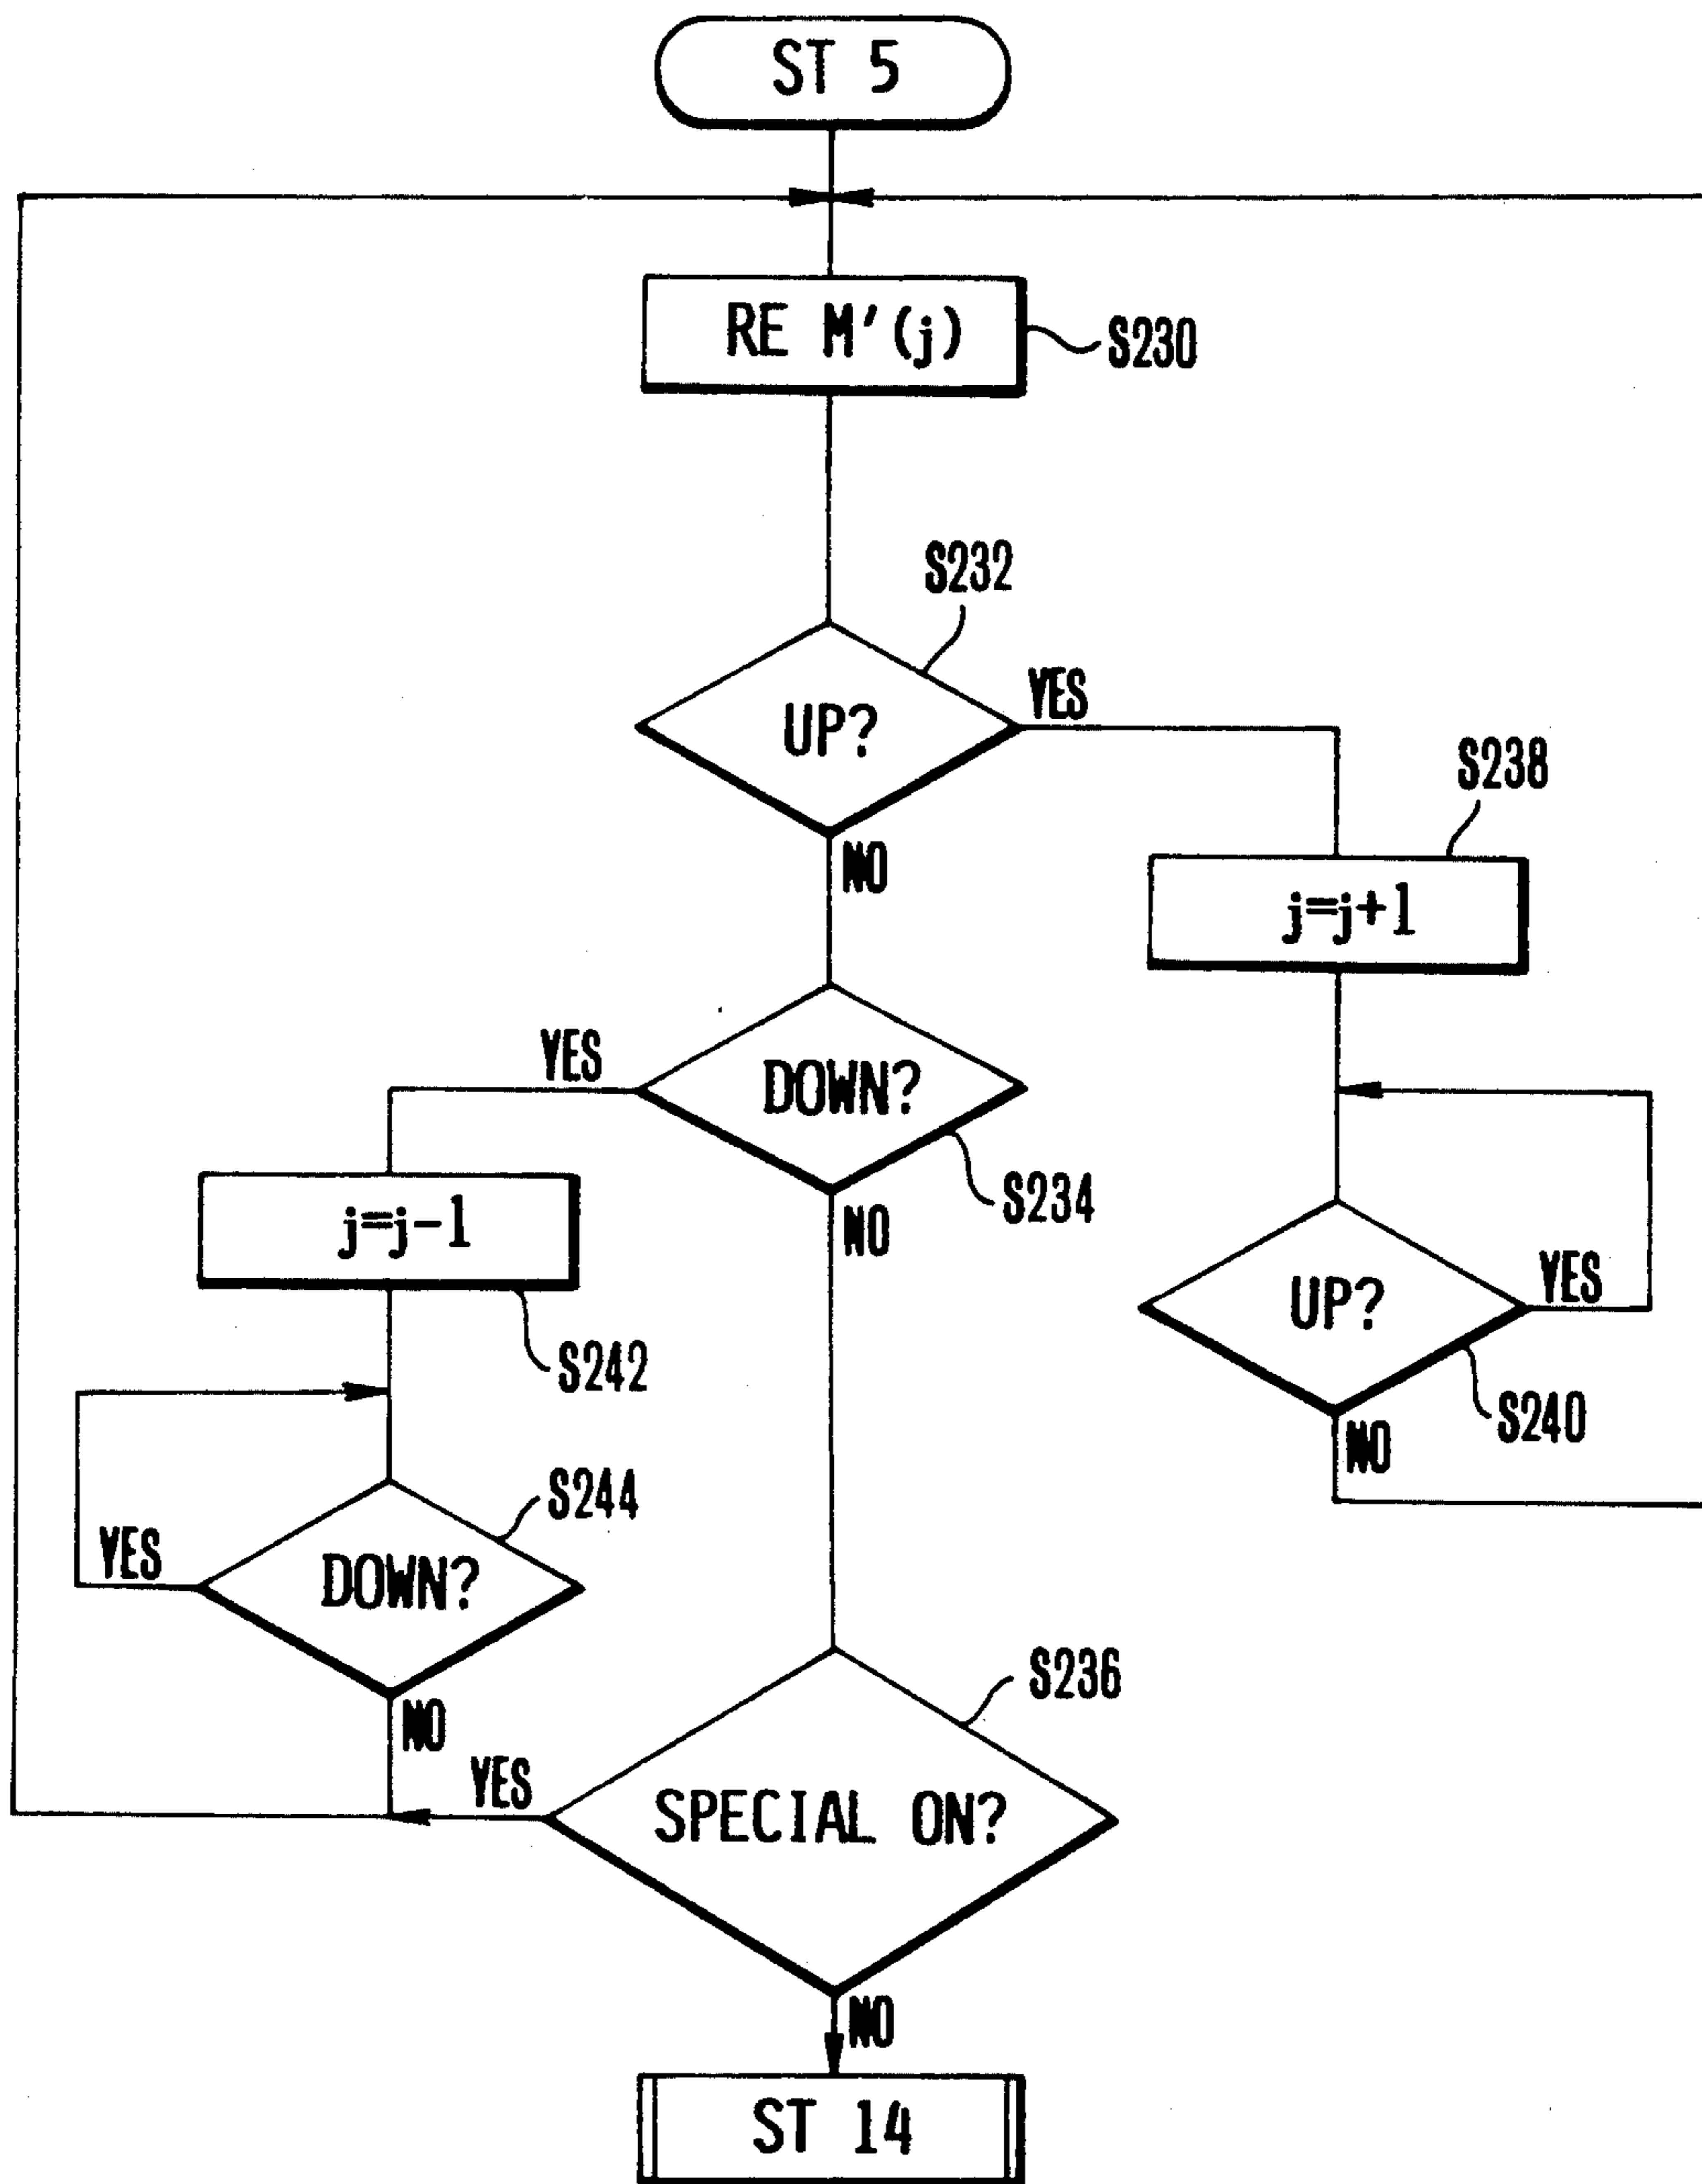 ST 5
RE M'(j)
S230
S232
UP?
YES
NO
S238
j=j+1
YES
DOWN?
S234
NO
j=j-1
S242
UP?
YES
S240
NO
S244
YES
DOWN?
NO
S236
YES
SPECIAL ON?
NO
ST 14